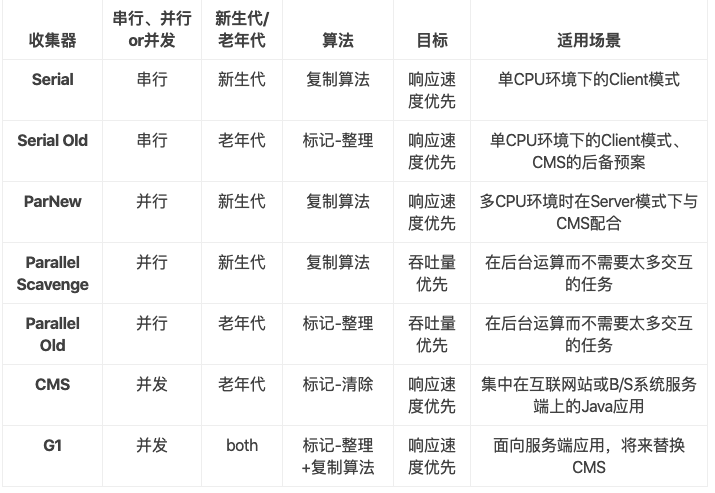 收集器 串行、并行or并发 新生代/老年代 算法 目标 适用场景
Serial 串行 新生代 复制算法 响应速度优先 单CPU环境下的Client模式
Serial Old 串行 老年代 标记-整理 响应速度优先 单CPU环境下的Client模式、CMS的后备预案
ParNew 并行 新生代 复制算法 响应速度优先 多CPU环境时在Server模式下与CMS配合
Parallel Scavenge 并行 新生代 复制算法 吞吐量优先 在后台运算而不需要太多交互的任务
Parallel Old 并行 老年代 标记-整理 吞吐量优先 在后台运算而不需要太多交互的任务
CMS 并发 老年代 标记-清除 响应速度优先 集中在互联网站或B/S系统服务端上的Java应用
G1 并发 both 标记-整理+复制算法 响应速度优先 面向服务端应用，将来替换CMS